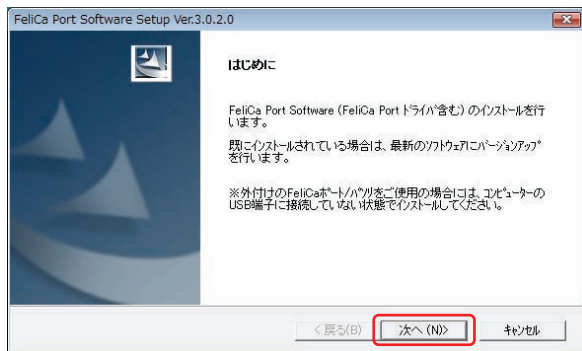 FeliCa Port Software Setup Ver.3.0.2.0
はじめに
FeliCa Port Software (FeliCa Port ﾄﾞﾗｲﾊﾞ含む) のインストールを行
います。
既にインストールされている場合は、最新のソフトウェアにﾊﾞｰｼﾞｮﾝｱｯﾌﾟ
を行います。
※外付けのFeliCaﾎﾟｰﾄ/ﾊﾟｿﾘをご使用の場合には、ｺﾝﾋﾟｭｰﾀｰの
USB端子に接続していない状態でインストールしてください。
< 戻る(B)
次へ (N)>
ｷｬﾝｾﾙ